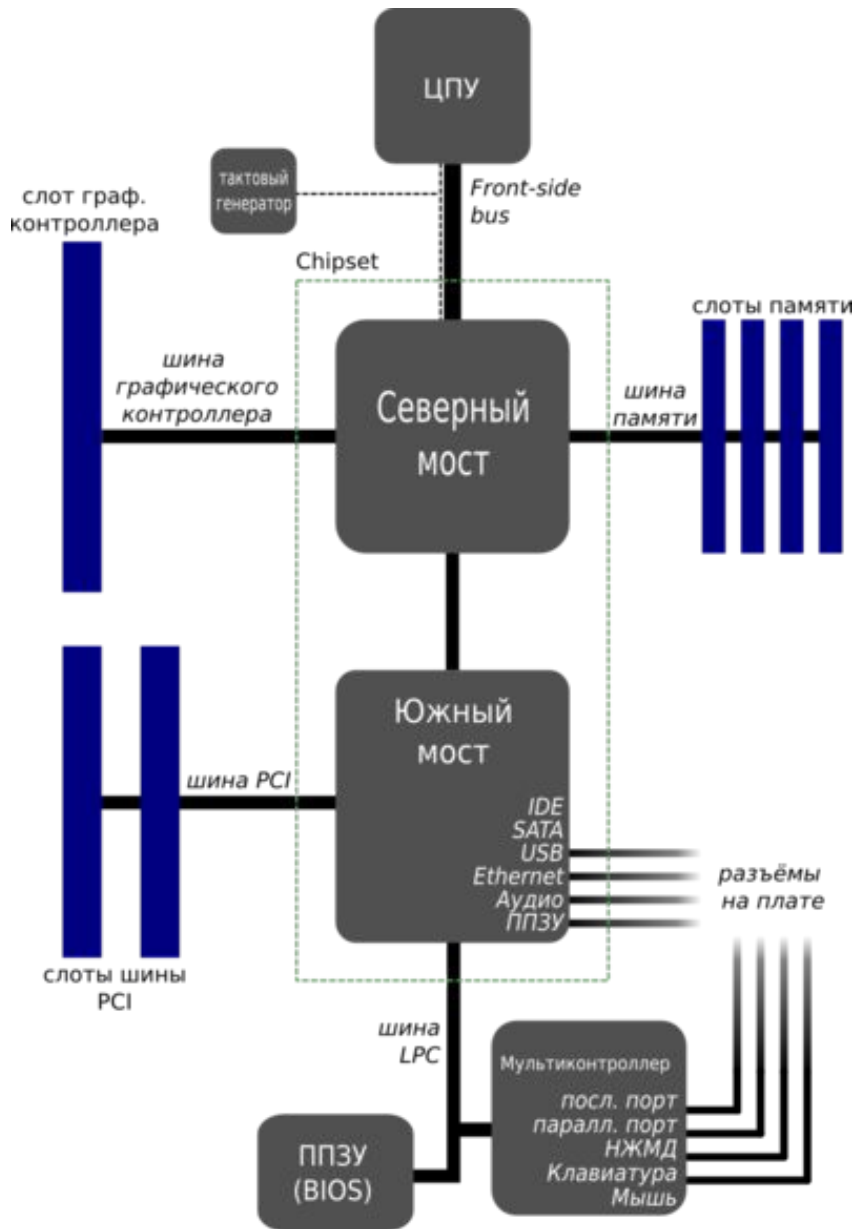 ЦПУ
тактовый
генератор
Front-side
bus
слот граф.
контроллера
Chipset
слоты памяти
шина
графического
контроллера
Северный
мост
шина
памяти
Южный
мост
шина PCI
IDE
SATA
USB
Ethernet
Аудио
ППЗУ
разъёмы
на плате
слоты шины
PCI
шина
LPC
Мультиконтроллер
посл. порт
паралл. порт
НЖМД
Клавиатура
Мышь
ППЗУ
(BIOS)